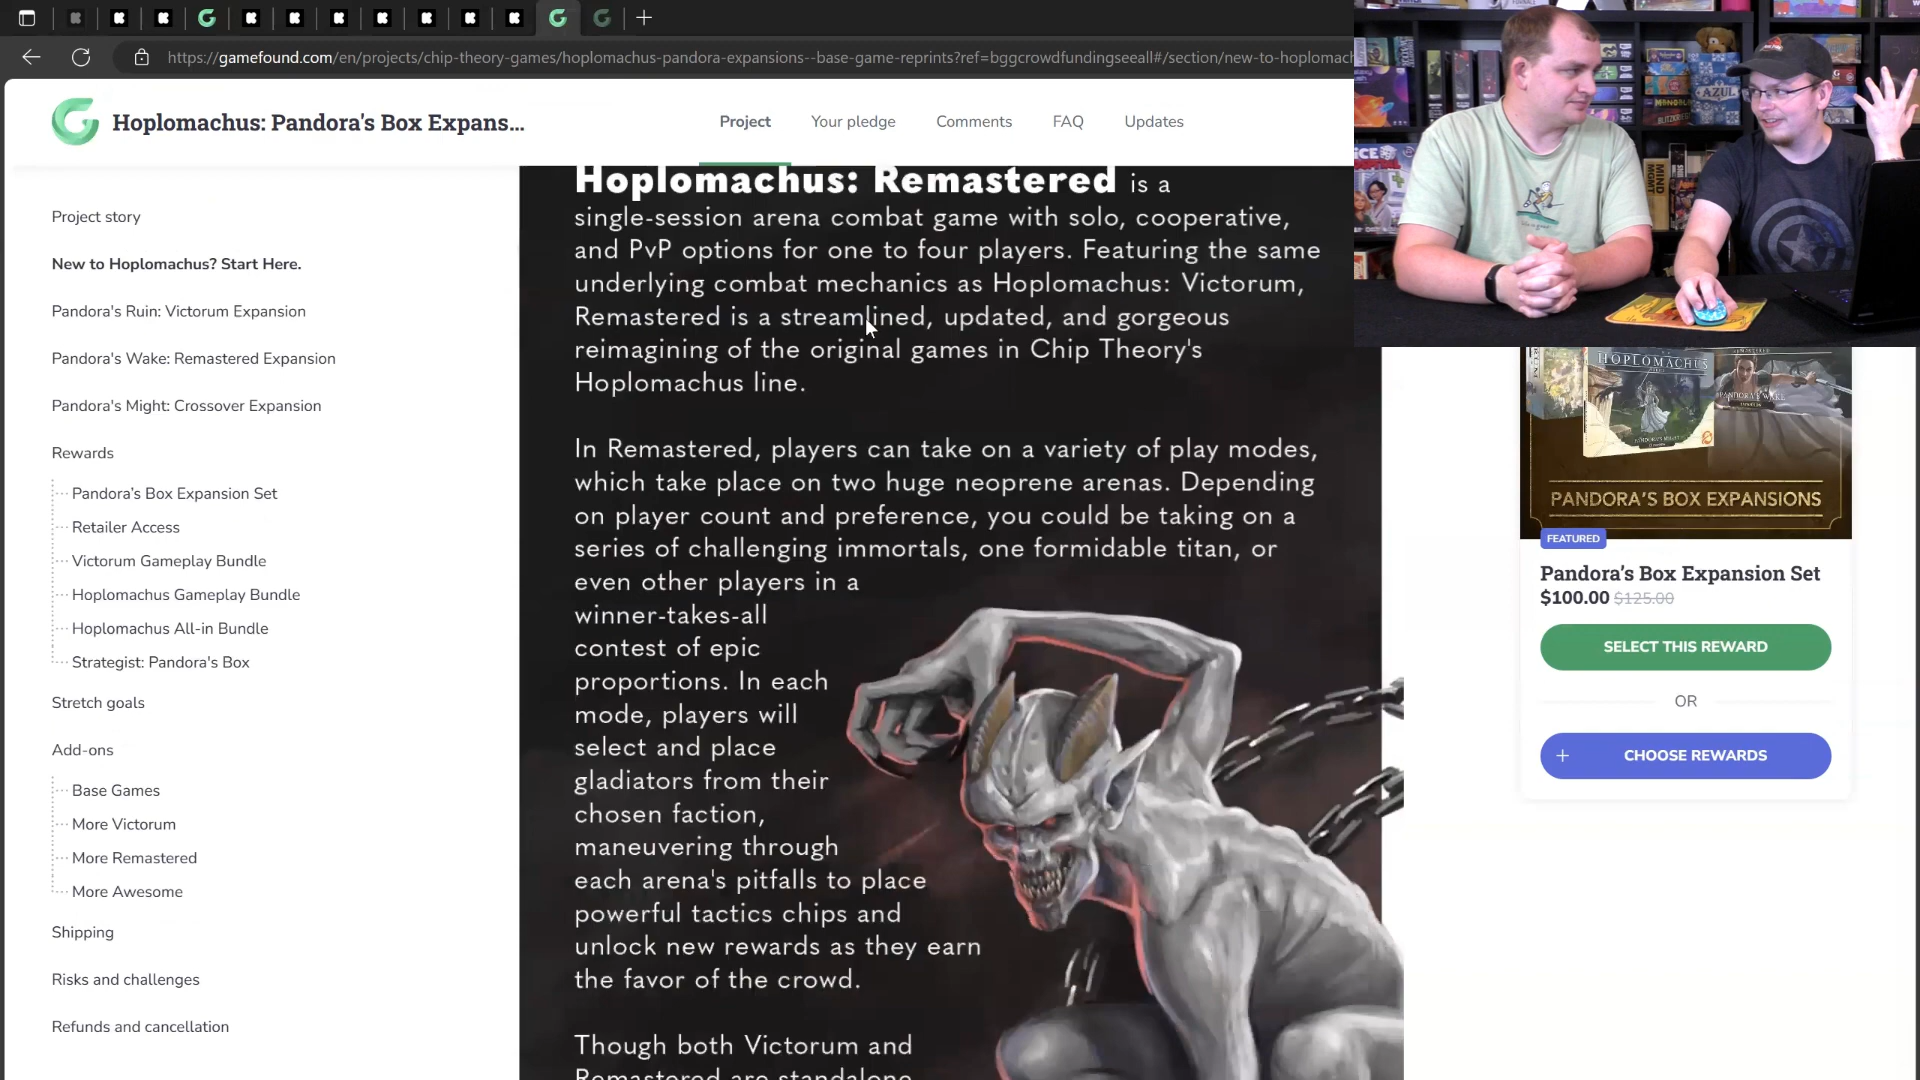 https://gamefound.com/en/projects/chip-theory-games/hoplomachus-pandora-expansions--base-game-reprints?ref=bggcrowdfundingseeall#/section/new-to-hoplomach
Hoplomachus: Pandora's Box Expans...
Project
Your pledge
Comments
FAQ
Updates
Project story
New to Hoplomachus? Start Here.
Pandora's Ruin: Victorum Expansion
Pandora's Wake: Remastered Expansion
Pandora's Might: Crossover Expansion
Rewards
Pandora's Box Expansion Set
Retailer Access
Victorum Gameplay Bundle
Hoplomachus Gameplay Bundle
Hoplomachus All-in Bundle
Strategist: Pandora's Box
Stretch goals
Add-ons
Base Games
More Victorum
More Remastered
More Awesome
Shipping
Risks and challenges
Refunds and cancellation
Hoplomachus: Remastered is a
single-session arena combat game with solo, cooperative,
and PvP options for one to four players. Featuring the same
underlying combat mechanics as Hoplomachus: Victorum,
Remastered is a streamlined, updated, and gorgeous
reimagining of the original games in Chip Theory's
Hoplomachus line.
In Remastered, players can take on a variety of play modes,
which take place on two huge neoprene arenas. Depending
on player count and preference, you could be taking on a
series of challenging immortals, one formidable titan, or
even other players in a
winner-takes-all
contest of epic
proportions. In each
mode, players will
select and place
gladiators from their
chosen faction,
maneuvering through
each arena's pitfalls to place
powerful tactics chips and
unlock new rewards as they earn
the favor of the crowd.
Though both Victorum and
Remastered are standalone
AZUL
MIND
MGMT
HOPLOMACHUS
PANDORA'S WAKE
PANDORA'S MIGHT
PANDORA'S BOX EXPANSIONS
FEATURED
Pandora's Box Expansion Set
$100.00 $125.00
SELECT THIS REWARD
OR
+ CHOOSE REWARDS